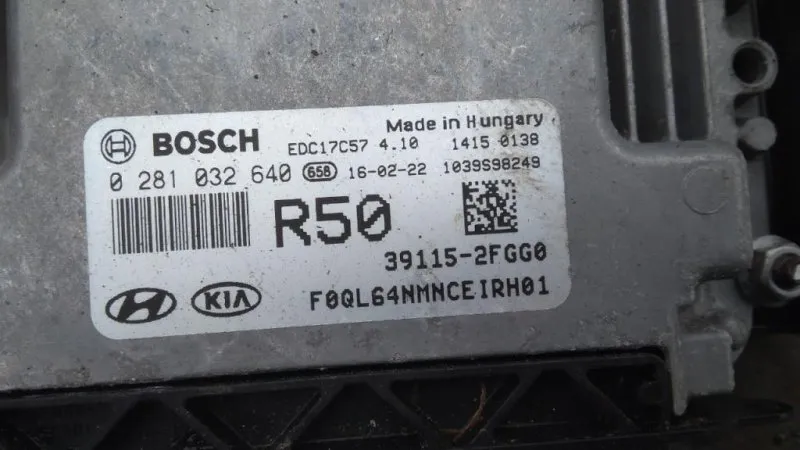 BOSCH EDC17C57 4.10 Made in Hungary 1415 0138
0 281 032 640 658 16-02-22 1039S98249
R50
39115-2FGG0
KIA F0QL64NMNCEIRH01